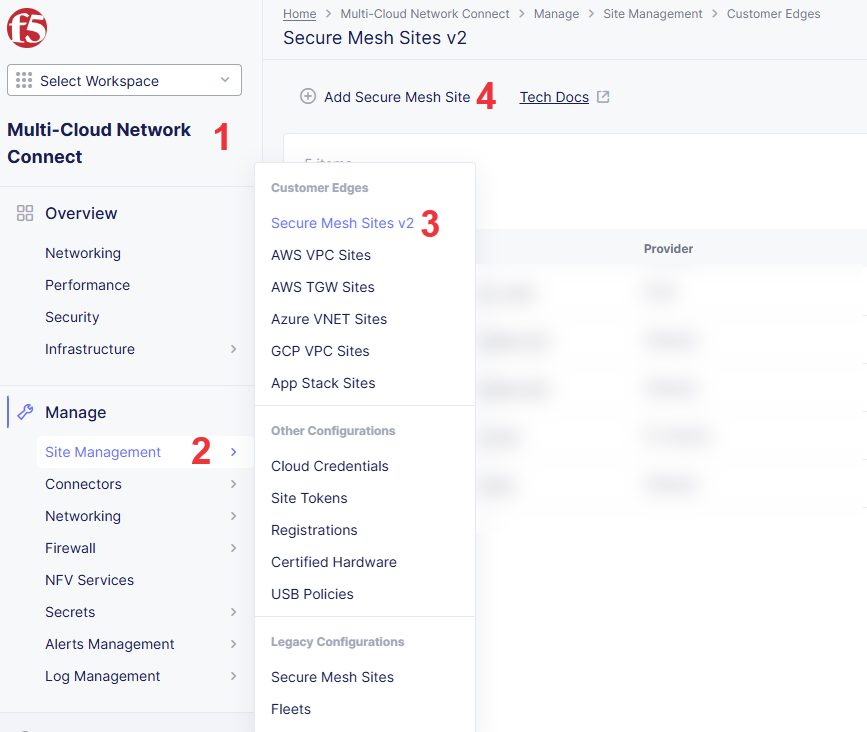 f5
Select Workspace
Multi-Cloud Network
Connect
1
Overview
Networking
Performance
Security
Infrastructure
Manage
Site Management
2
Connectors
Networking
Firewall
NFV Services
Secrets
Alerts Management
Log Management
Home > Multi-Cloud Network Connect > Manage > Site Management > Customer Edges
Secure Mesh Sites v2
Add Secure Mesh Site 4 Tech Docs
5 items
Customer Edges
Secure Mesh Sites v2 3
AWS VPC Sites
AWS TGW Sites
Azure VNET Sites
GCP VPC Sites
App Stack Sites
Other Configurations
Cloud Credentials
Site Tokens
Registrations
Certified Hardware
USB Policies
Legacy Configurations
Secure Mesh Sites
Fleets
Provider